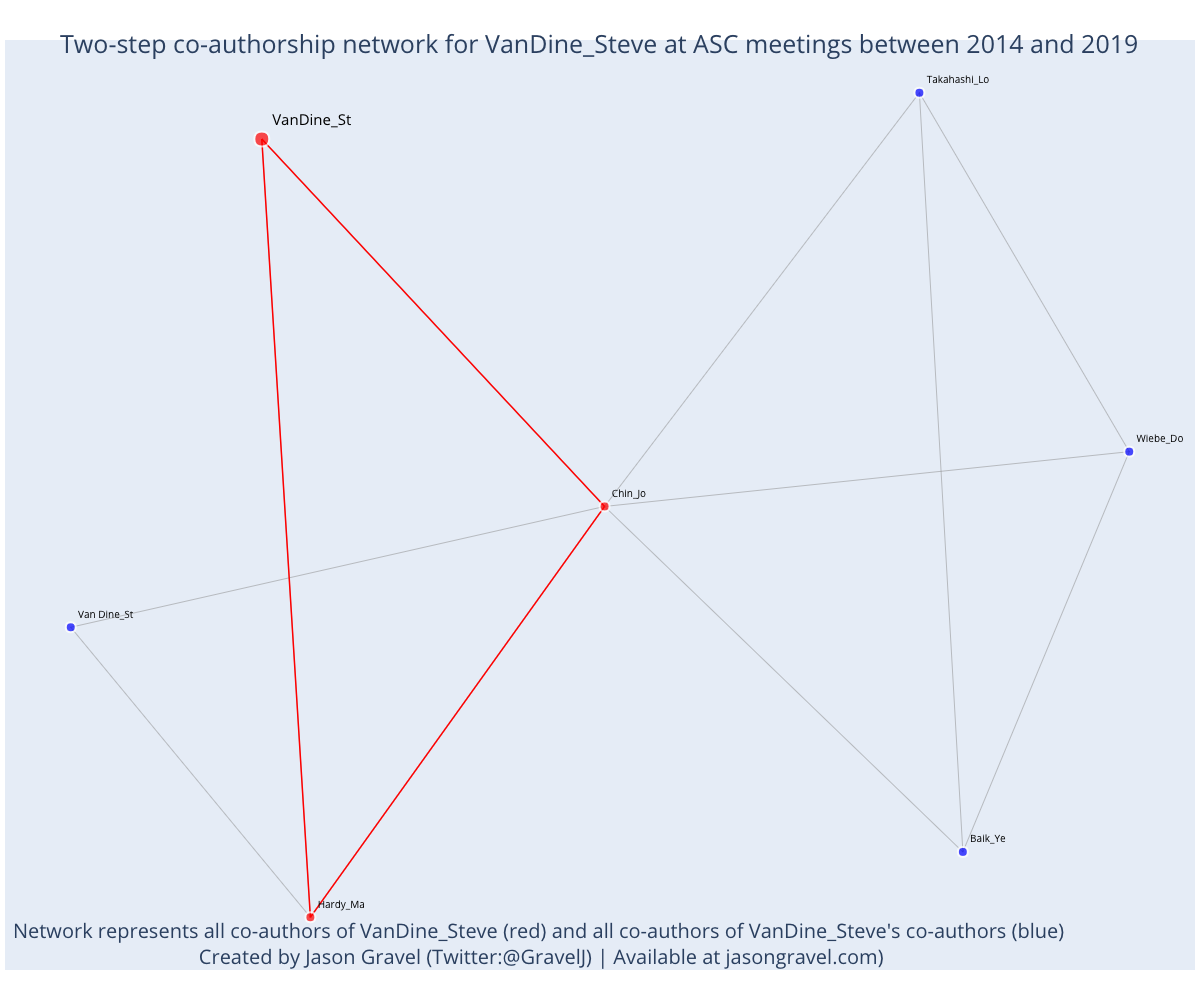 Two-step co-authorship network for VanDine_Steve at ASC meetings between 2014 and 2019
Takahashi_Lo
VanDine_St
Wiebe_Do
Chin_Jo
Van Dine_St
Baik_Ye
Hardy_Ma
Network represents all co-authors of VanDine_Steve (red) and all co-authors of VanDine_Steve's co-authors (blue)
Created by Jason Gravel (Twitter:@GravelJ) | Available at jasongravel.com)